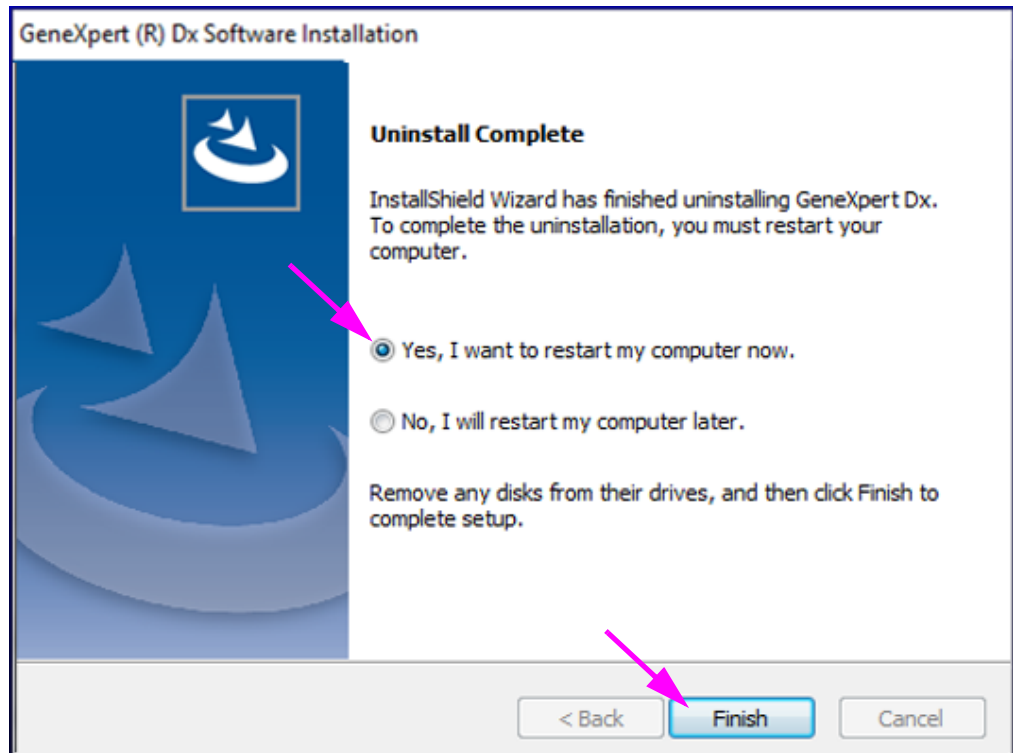 GeneXpert (R) Dx Software Installation
Uninstall Complete
InstallShield Wizard has finished uninstalling GeneXpert Dx.
To complete the uninstallation, you must restart your
computer.
Yes, I want to restart my computer now.
No, I will restart my computer later.
Remove any disks from their drives, and then click Finish to
complete setup.
< Back Finish Cancel